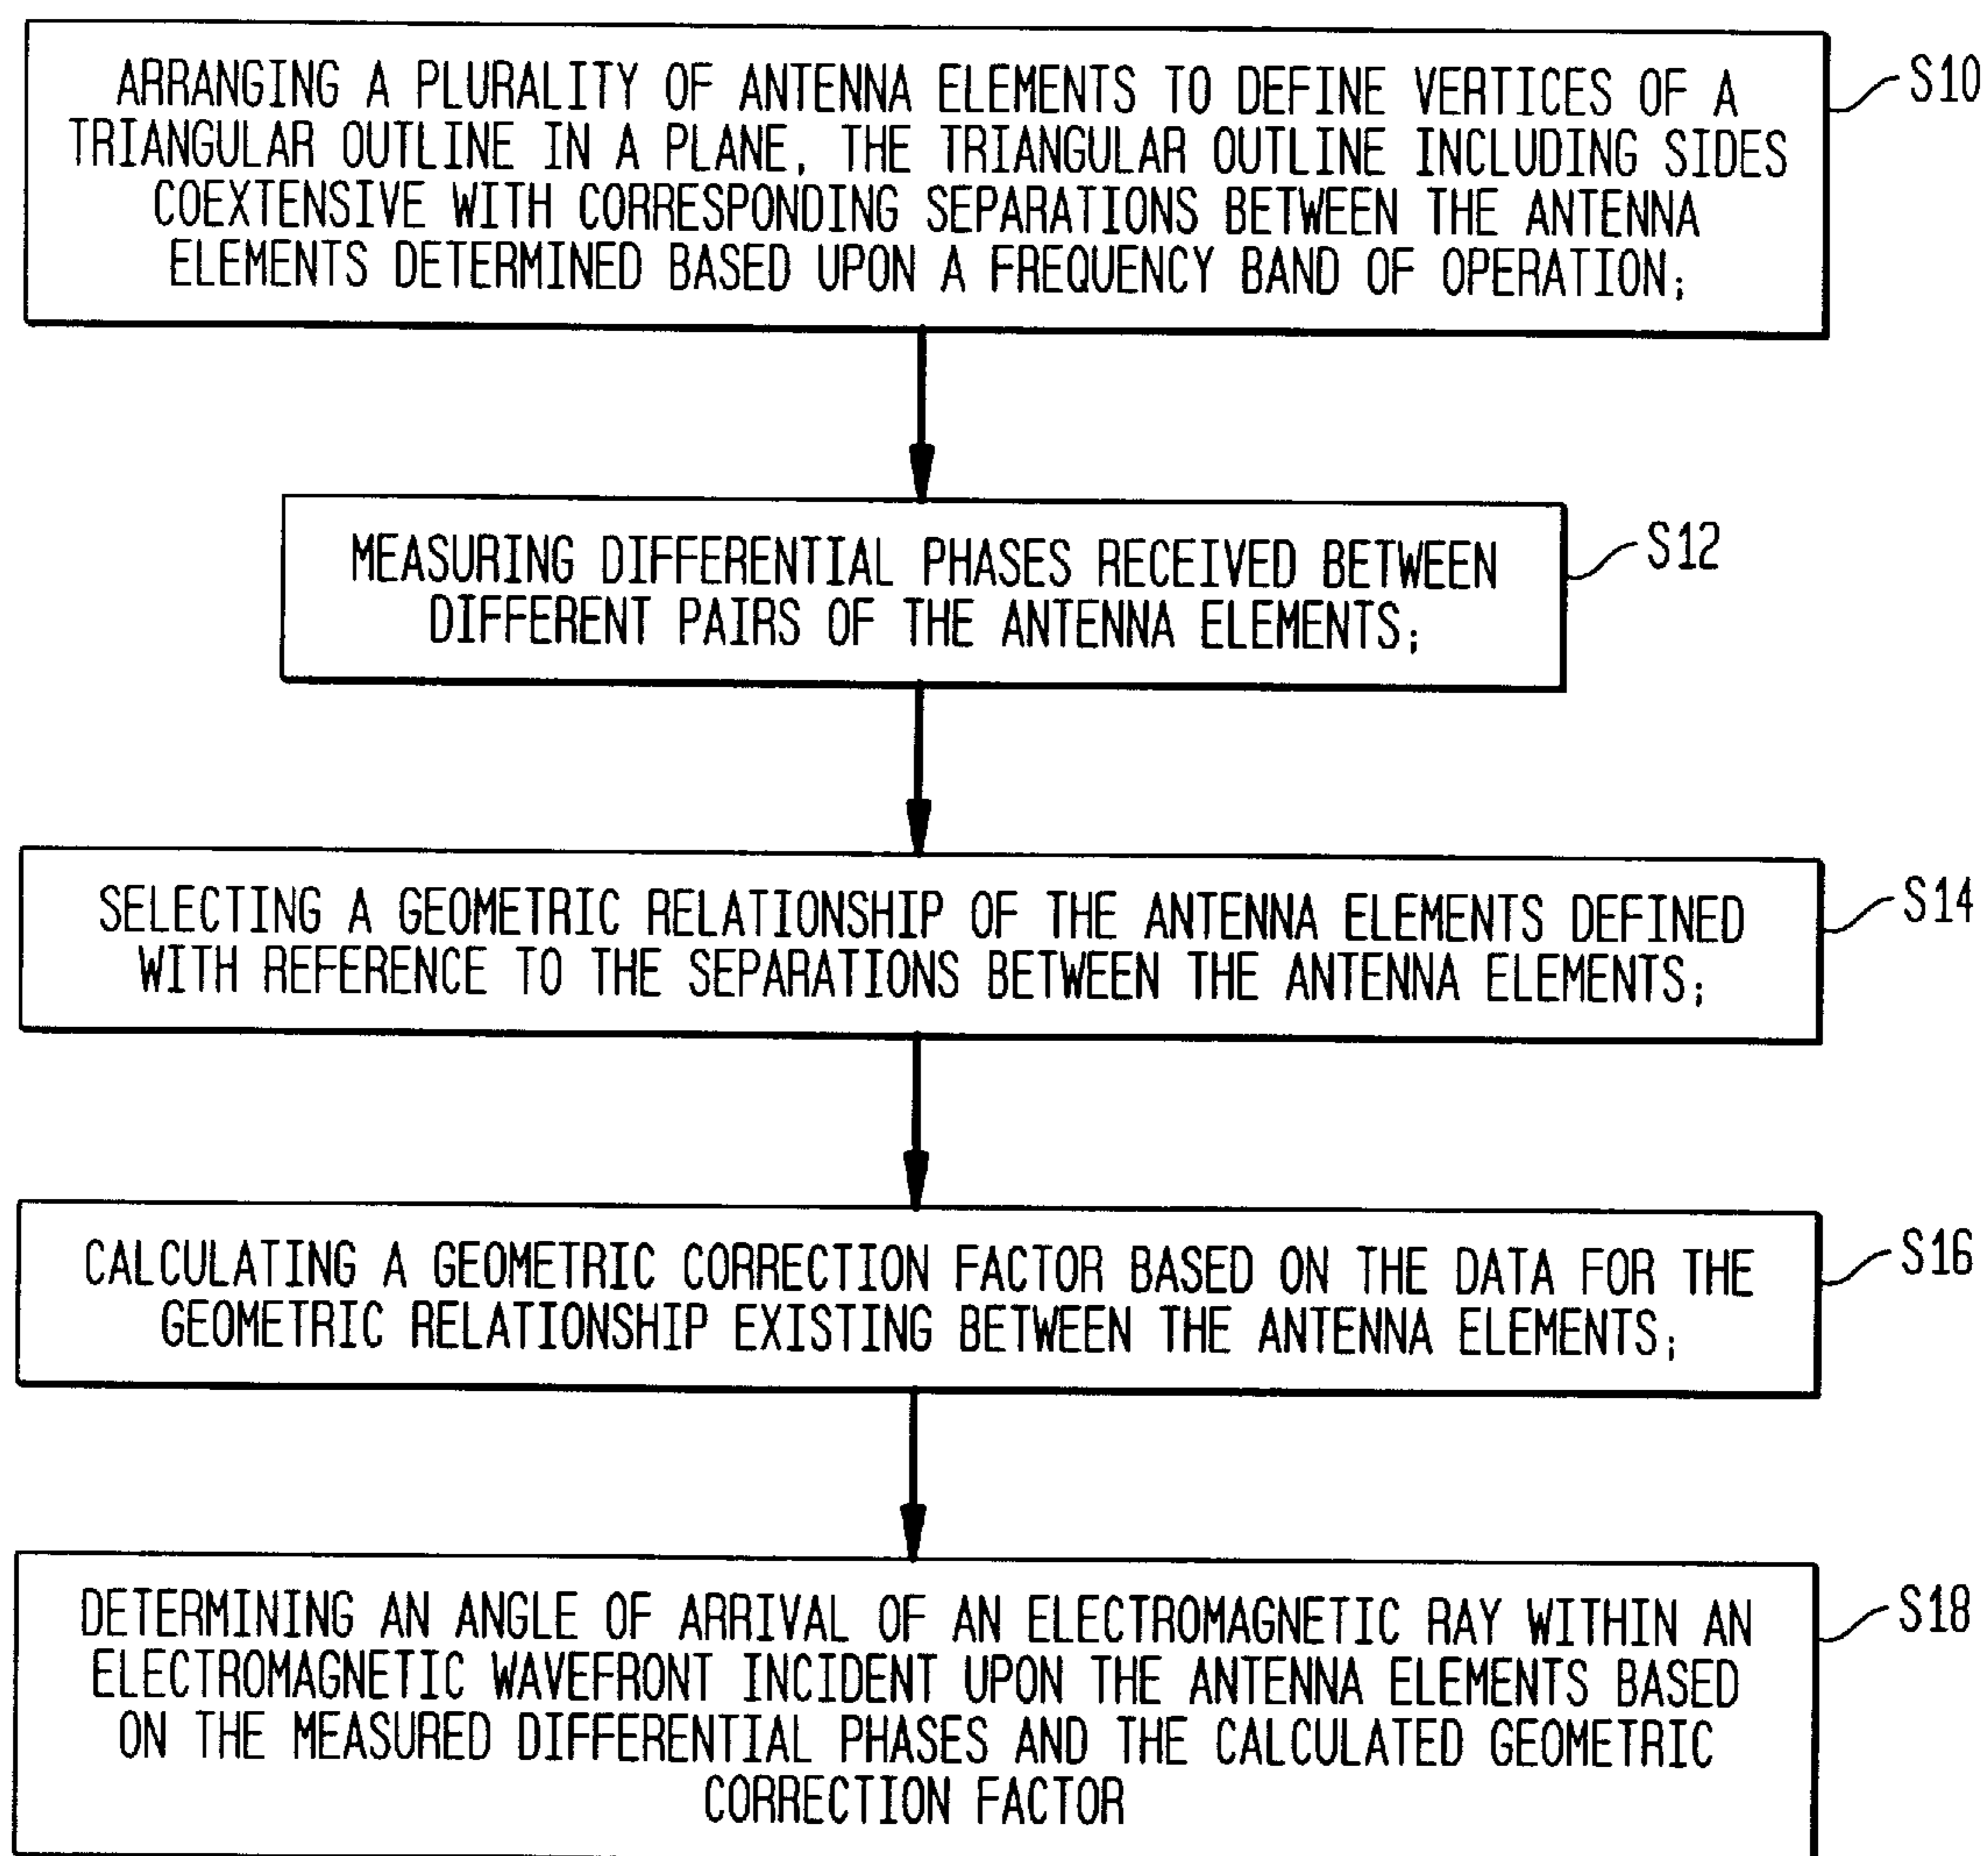 ARRANGING A PLURALITY OF ANTENNA ELEMENTS TO DEFINE VERTICES OF A
TRIANGULAR OUTLINE IN A PLANE, THE TRIANGULAR OUTLINE INCLUDING SIDES
COEXTENSIVE WITH CORRESPONDING SEPARATIONS BETWEEN THE ANTENNA
ELEMENTS DETERMINED BASED UPON A FREQUENCY BAND OF OPERATION;
S10
MEASURING DIFFERENTIAL PHASES RECEIVED BETWEEN
DIFFERENT PAIRS OF THE ANTENNA ELEMENTS;
S12
SELECTING A GEOMETRIC RELATIONSHIP OF THE ANTENNA ELEMENTS DEFINED
WITH REFERENCE TO THE SEPARATIONS BETWEEN THE ANTENNA ELEMENTS;
S14
CALCULATING A GEOMETRIC CORRECTION FACTOR BASED ON THE DATA FOR THE
GEOMETRIC RELATIONSHIP EXISTING BETWEEN THE ANTENNA ELEMENTS;
S16
DETERMINING AN ANGLE OF ARRIVAL OF AN ELECTROMAGNETIC RAY WITHIN AN
ELECTROMAGNETIC WAVEFRONT INCIDENT UPON THE ANTENNA ELEMENTS BASED
ON THE MEASURED DIFFERENTIAL PHASES AND THE CALCULATED GEOMETRIC
CORRECTION FACTOR
S18